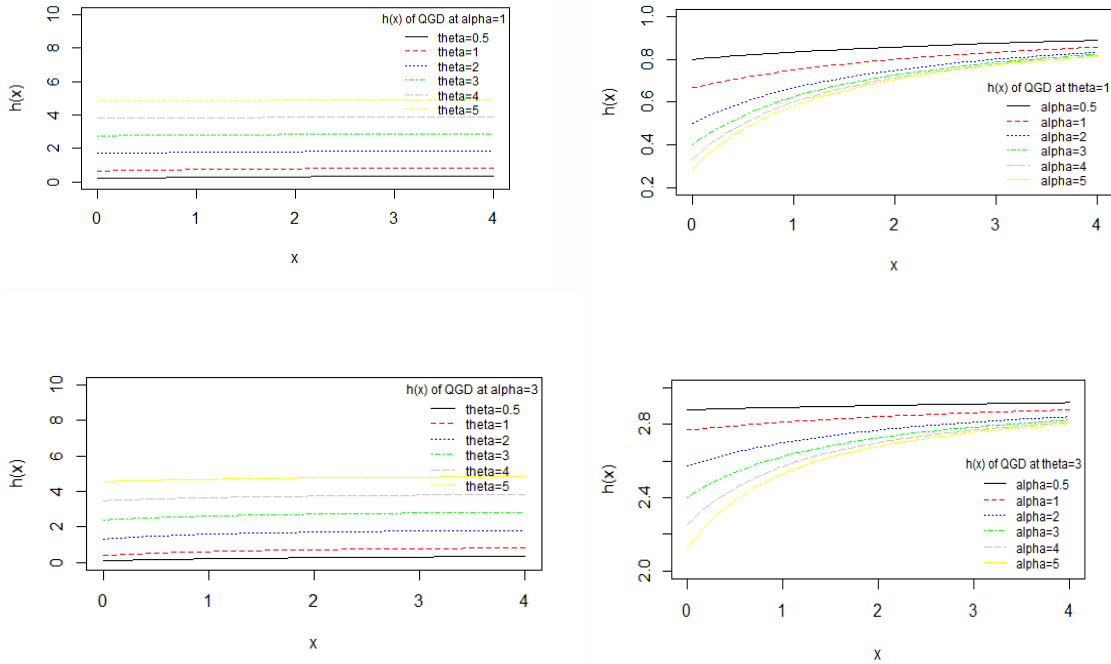 h(x) of QGD at alpha=1
theta=0.5
theta=1
theta=2
theta=3
theta=4
theta=5
h(x)
0 2 4 6 8 10
0 1 2 3 4
x
h(x) of QGD at theta=1
alpha=0.5
alpha=1
alpha=2
alpha=3
alpha=4
alpha=5
h(x)
0.2 0.4 0.6 0.8 1.0
0 1 2 3 4
x
h(x) of QGD at alpha=3
theta=0.5
theta=1
theta=2
theta=3
theta=4
theta=5
h(x)
0 2 4 6 8 10
0 1 2 3 4
x
h(x) of QGD at theta=3
alpha=0.5
alpha=1
alpha=2
alpha=3
alpha=4
alpha=5
h(x)
2.0 2.4 2.8
0 1 2 3 4
x